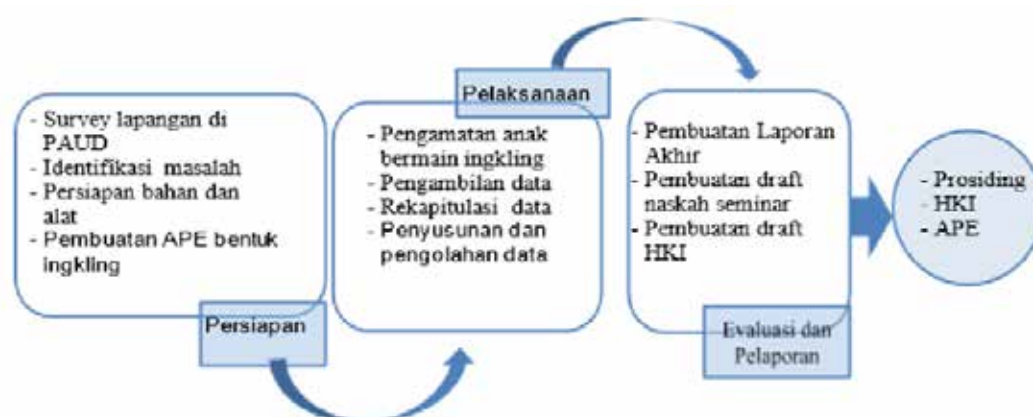 - Survey lapangan di
PAUD
- Identifikasi masalah
- Persiapan bahan dan
alat
- Pembuatan APE bentuk
ingkling
Persiapan
Pelaksanaan
- Pengamatan anak
bermain ingkling
- Pengambilan data
- Rekapitulasi data
- Penyusunan dan
pengolahan data
- Pembuatan Laporan
Akhir
- Pembuatan draft
naskah seminar
- Pembuatan draft
HKI
Evaluasi dan
Pelaporan
- Prosiding
- HKI
- APE